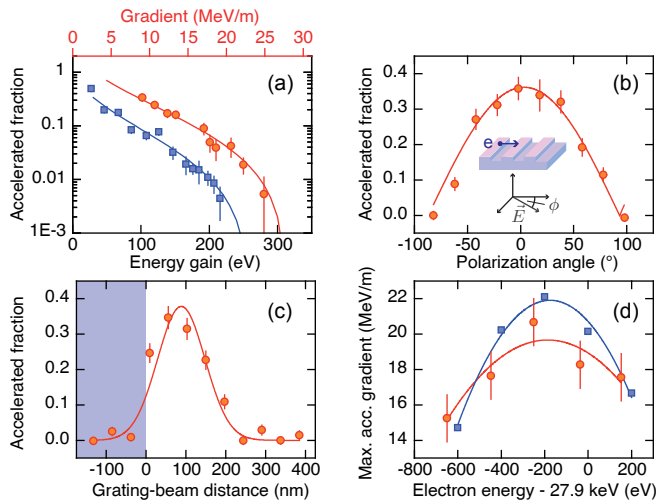 Gradient (MeV/m)
0 5 10 15 20 25 30
(a)
Accelerated fraction
1
0.1
0.01
1E-3
0 100 200 300
Energy gain (eV)
(b)
Accelerated fraction
0.4
0.3
0.2
0.1
0.0
e
E
ϕ
-100 -50 0 50 100
Polarization angle (°)
(c)
Accelerated fraction
0.4
0.3
0.2
0.1
0.0
-100 0 100 200 300 400
Grating-beam distance (nm)
(d)
Max. acc. gradient (MeV/m)
22
20
18
16
14
-800 -600 -400 -200 0 200 400
Electron energy - 27.9 keV (eV)